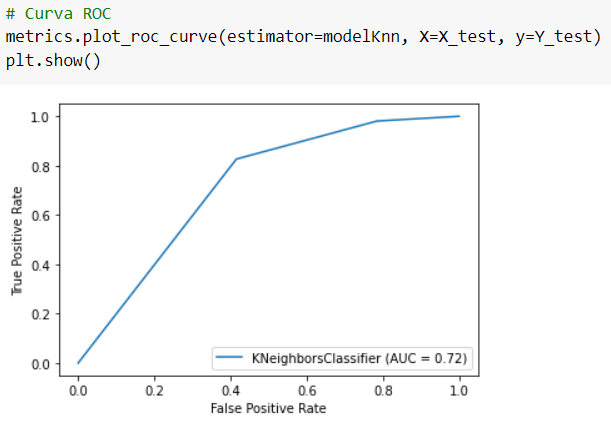 # Curva ROC
metrics.plot_roc_curve(estimator=modelKnn, X=X_test, y=Y_test)
plt.show()
1.0
0.8
0.6
0.4
0.2
0.0
True Positive Rate
KNeighborsClassifier (AUC = 0.72)
0.0 0.2 0.4 0.6 0.8 1.0
False Positive Rate